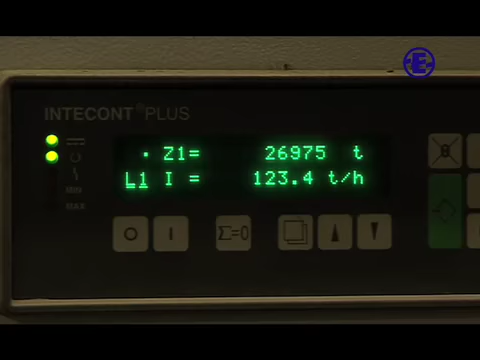 E
INTECONT®PLUS
· Z1= 26975 t
L1 I = 123.4 t/h
MIN
MAX
O I Σ=0